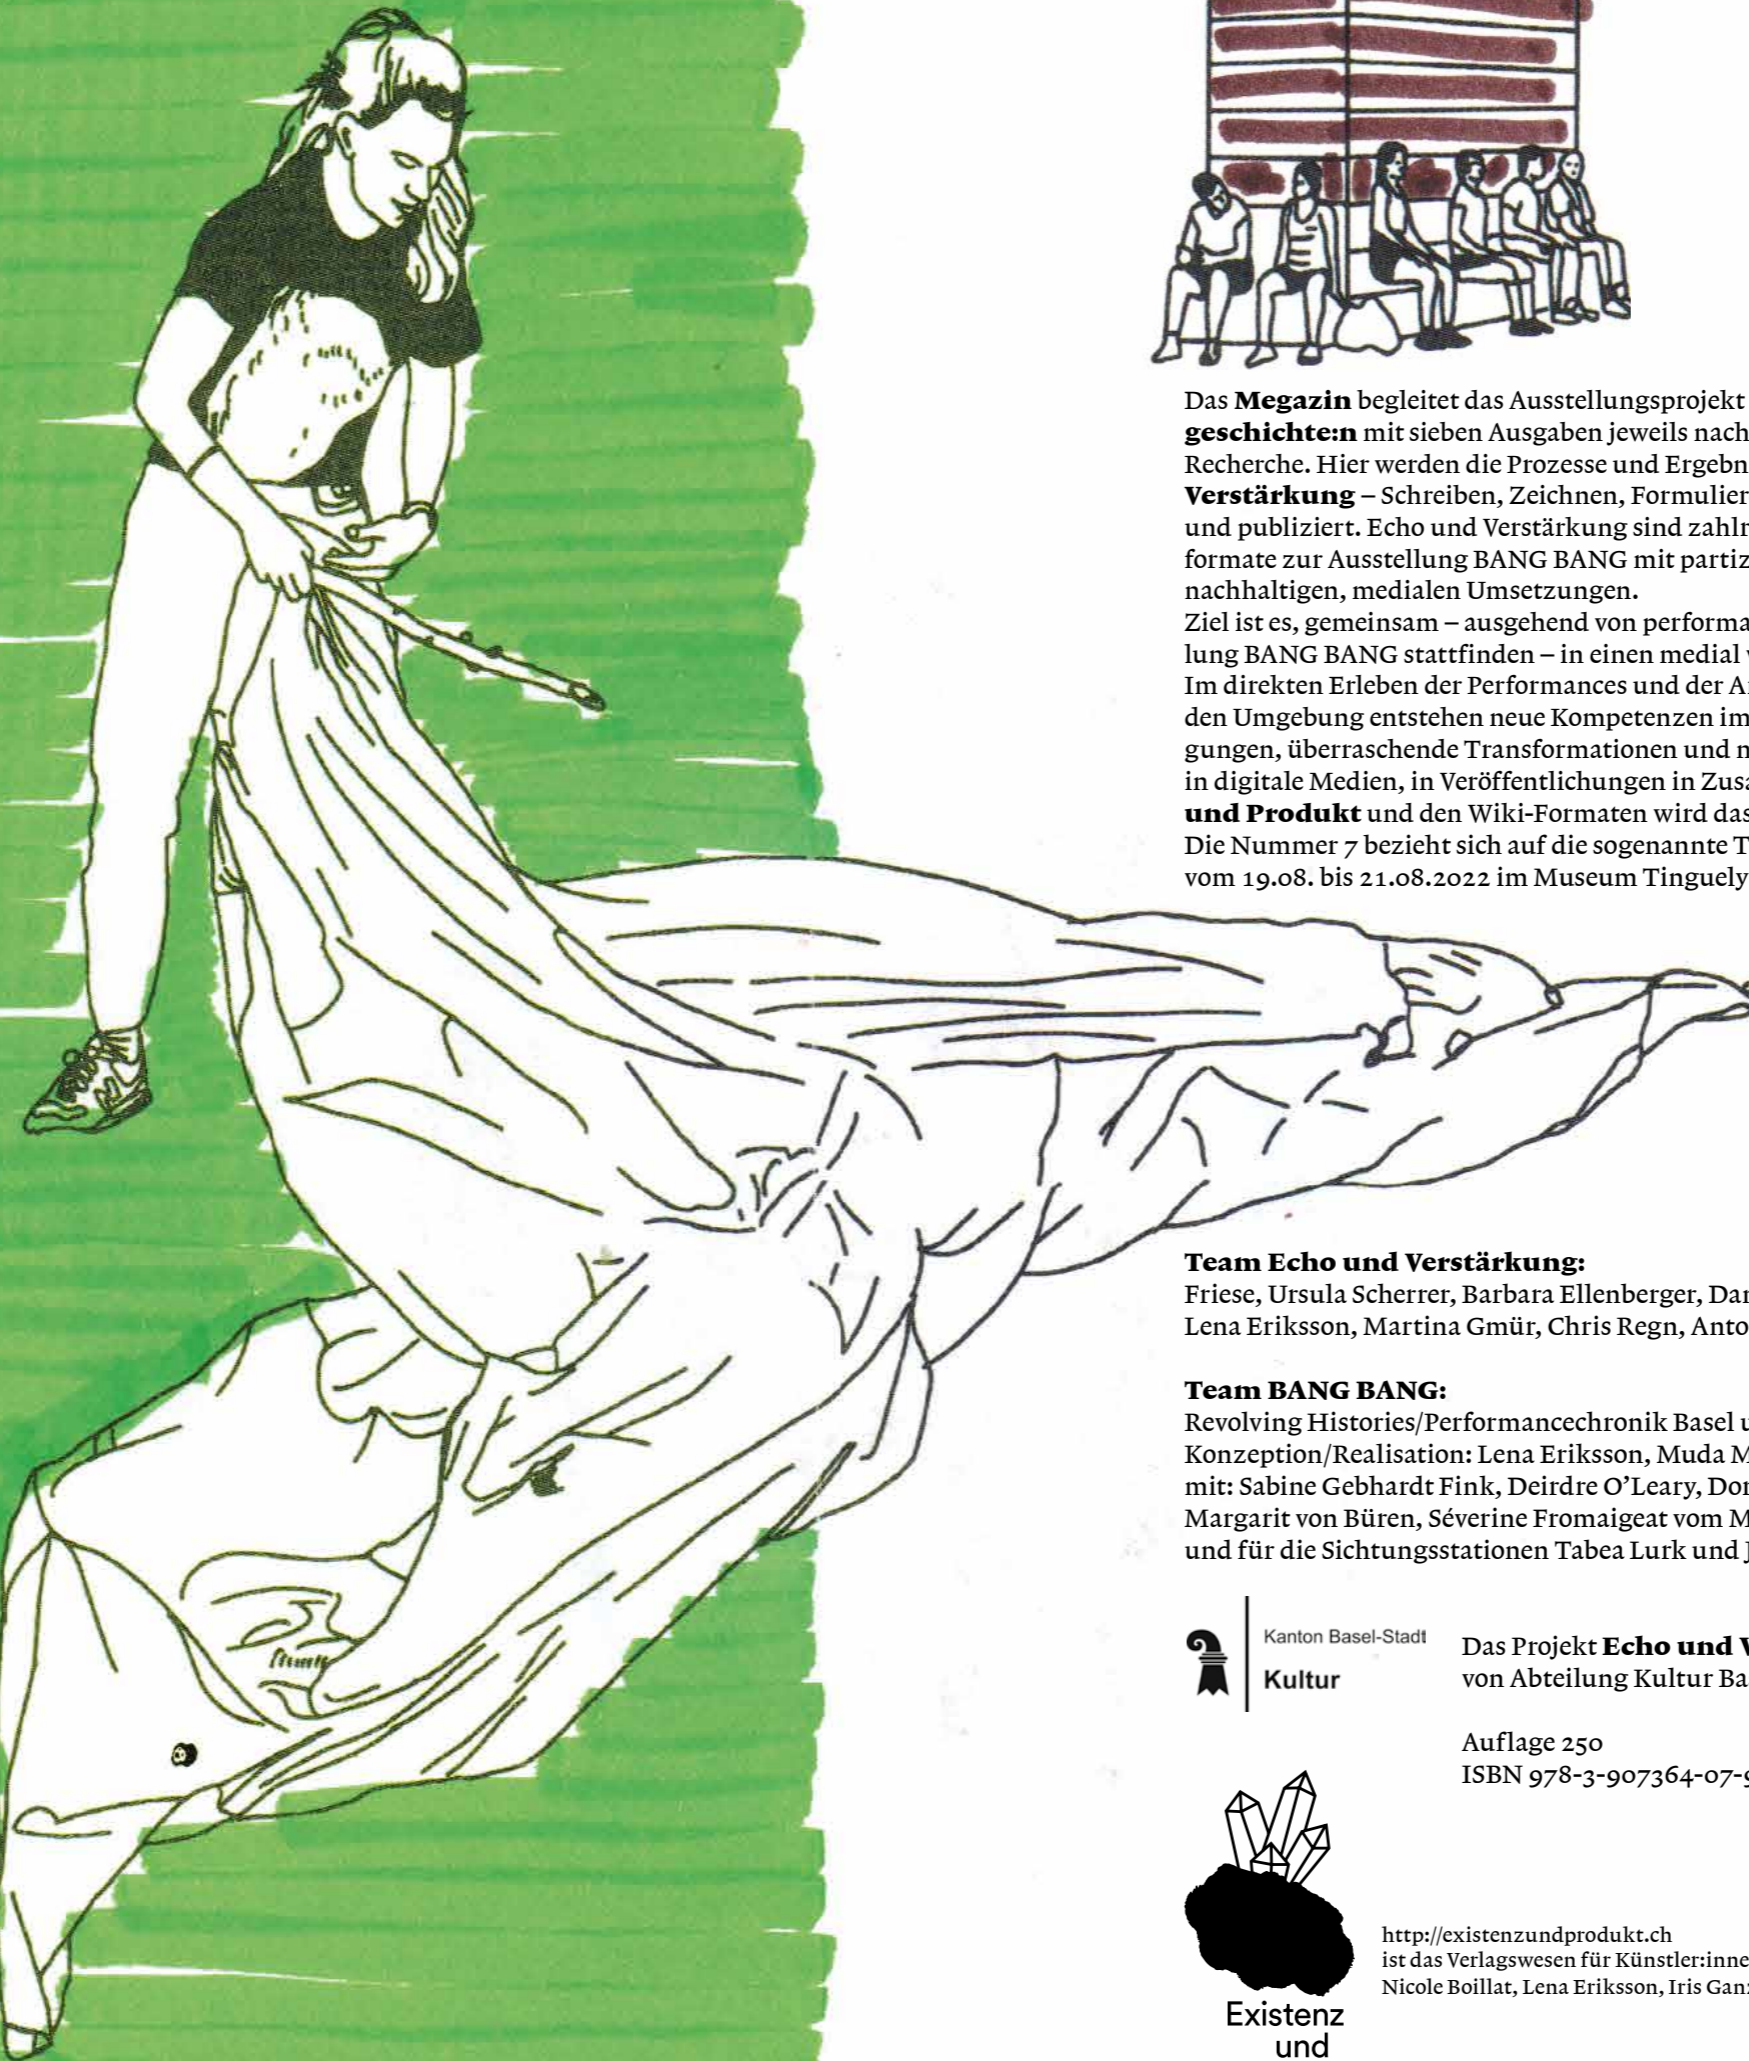 Das Megazin begleitet das Ausstellungsprojekt
geschichte:n mit sieben Ausgaben jeweils nach
Recherche. Hier werden die Prozesse und Ergebn
Verstärkung – Schreiben, Zeichnen, Formulier
und publiziert. Echo und Verstärkung sind zahlr
formate zur Ausstellung BANG BANG mit partiz
nachhaltigen, medialen Umsetzungen.
Ziel ist es, gemeinsam – ausgehend von performa
lung BANG BANG stattfinden – in einen medial
Im direkten Erleben der Performances und der A
den Umgebung entstehen neue Kompetenzen im
gungen, überraschende Transformationen und n
in digitale Medien, in Veröffentlichungen in Zusa
und Produkt und den Wiki-Formaten wird das
Die Nummer 7 bezieht sich auf die sogenannte T
vom 19.08. bis 21.08.2022 im Museum Tinguely
Team Echo und Verstärkung:
Friese, Ursula Scherrer, Barbara Ellenberger, Dan
Lena Eriksson, Martina Gmür, Chris Regn, Anto
Team BANG BANG:
Revolving Histories/Performancechronik Basel u
Konzeption/Realisation: Lena Eriksson, Muda M
mit: Sabine Gebhardt Fink, Deirdre O’Leary, Dor
Margarit von Büren, Séverine Fromaigeat vom M
und für die Sichtungsstationen Tabea Lurk und J
Kanton Basel-Stadt
Kultur
Das Projekt Echo und V
von Abteilung Kultur Ba
Auflage 250
ISBN 978-3-907364-07-9
http://existenzundprodukt.ch
ist das Verlagswesen für Künstler:inne
Nicole Boillat, Lena Eriksson, Iris Ganz
Existenz
und